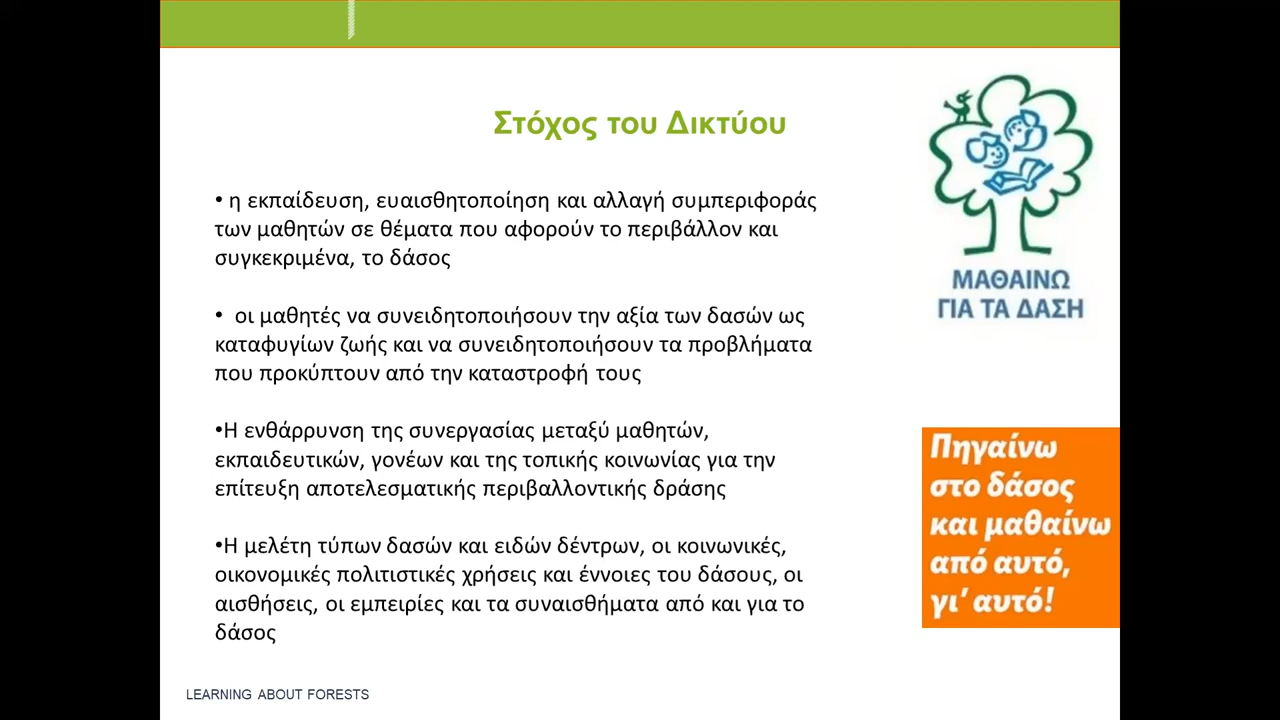 Στόχος του Δικτύου
• η εκπαίδευση, ευαισθητοποίηση και αλλαγή συμπεριφοράς
των μαθητών σε θέματα που αφορούν το περιβάλλον και
συγκεκριμένα, το δάσος
• οι μαθητές να συνειδητοποιήσουν την αξία των δασών ως
καταφυγίων ζωής και να συνειδητοποιήσουν τα προβλήματα
που προκύπτουν από την καταστροφή τους
•Η ενθάρρυνση της συνεργασίας μεταξύ μαθητών,
εκπαιδευτικών, γονέων και της τοπικής κοινωνίας για την
επίτευξη αποτελεσματικής περιβαλλοντικής δράσης
•Η μελέτη τύπων δασών και ειδών δέντρων, οι κοινωνικές,
οικονομικές πολιτιστικές χρήσεις και έννοιες του δάσους, οι
αισθήσεις, οι εμπειρίες και τα συναισθήματα από και για το
δάσος
ΜΑΘΑΙΝΩ
ΓΙΑ ΤΑ ΔΑΣΗ
Πηγαίνω
στο δάσος
και μαθαίνω
από αυτό,
γι' αυτό!
LEARNING ABOUT FORESTS